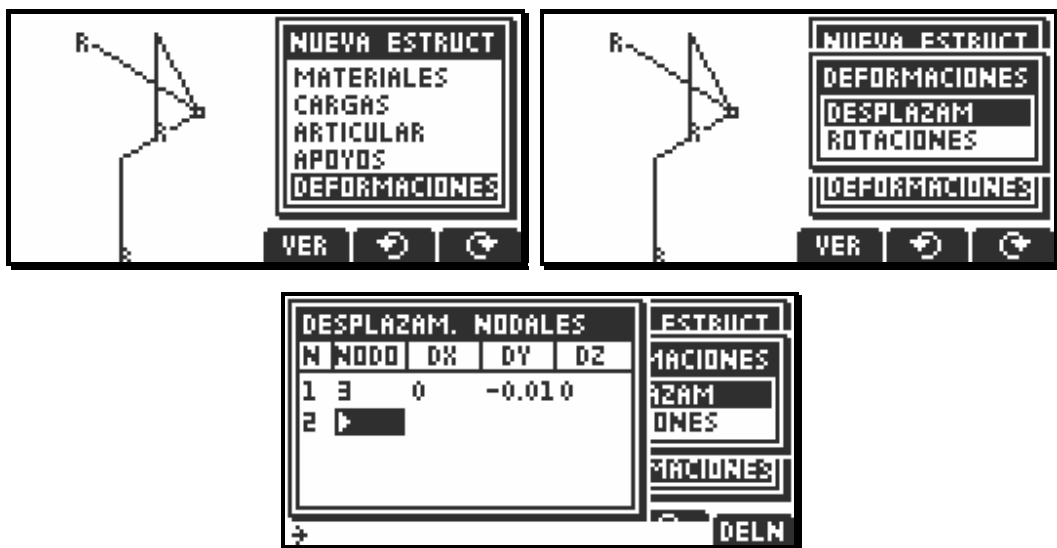 R
NUEVA ESTRUCT
MATERIALES
CARGAS
R
ARTICULAR
APOYOS
DEFORMACIONES
VER
R
NUEVA ESTRUCT
DEFORMACIONES
DESPLAZAM
R
ROTACIONES
DEFORMACIONES
VER
DESPLAZAM. NODALES
ESTRUCT
N NODO DX DY DZ
MACIONES
1 3 0 -0.01 0
AZAM
2
ONES
MACIONES
DELN